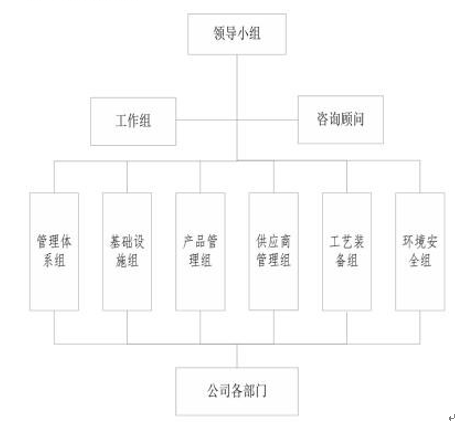 领导小组
工作组
咨询顾问
管理体
系组
基础设
施组
产品管
理组
供应商
管理组
工艺装
备组
环境安
全组
公司各部门